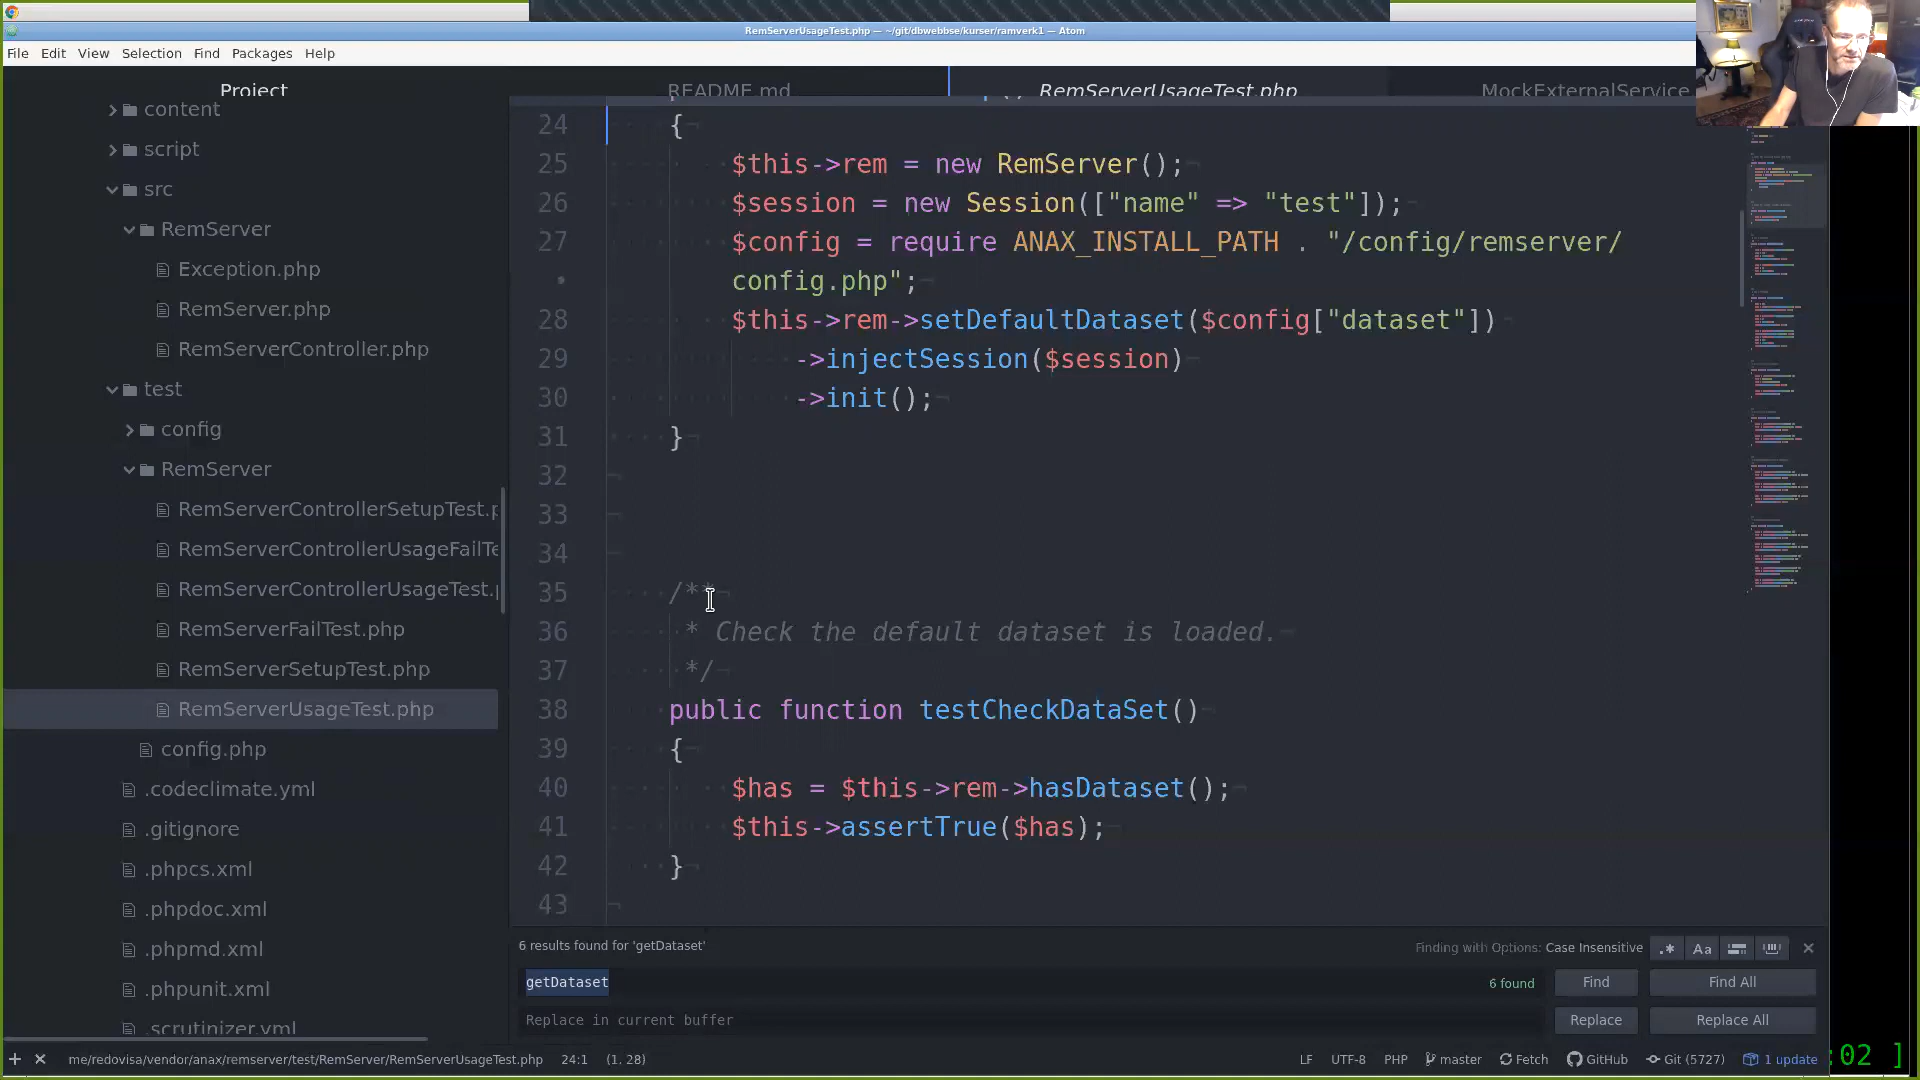 RemServerUsageTest.php — ~/git/dbwebbse/kurser/ramverk1 — Atom
File Edit View Selection Find Packages Help
Project
README.md
RemServerUsageTest.php
MockExternalService
content
script
src
RemServer
Exception.php
RemServer.php
RemServerController.php
test
config
RemServer
RemServerControllerSetupTest.p
RemServerControllerUsageFailTe
RemServerControllerUsageTest.p
RemServerFailTest.php
RemServerSetupTest.php
RemServerUsageTest.php
config.php
.codeclimate.yml
.gitignore
.phpcs.xml
.phpdoc.xml
.phpmd.xml
.phpunit.xml
.scrutinizer.yml
24 {
25 $this->rem = new RemServer();
26 $session = new Session(["name" => "test"]);
27 $config = require ANAX_INSTALL_PATH . "/config/remserver/
• config.php";
28 $this->rem->setDefaultDataset($config["dataset"])
29 ->injectSession($session)
30 ->init();
31 }
32
33
34
35 /**
36 * Check the default dataset is loaded.
37 */
38 public function testCheckDataSet()
39 {
40 $has = $this->rem->hasDataset();
41 $this->assertTrue($has);
42 }
43
6 results found for 'getDataset'
Finding with Options: Case Insensitive
.* Aa
getDataset
6 found
Find
Find All
Replace in current buffer
Replace
Replace All
me/redovisa/vendor/anax/remserver/test/RemServer/RemServerUsageTest.php 24:1 (1, 28)
LF UTF-8 PHP master Fetch GitHub Git (5727) 1 update
:02 ]